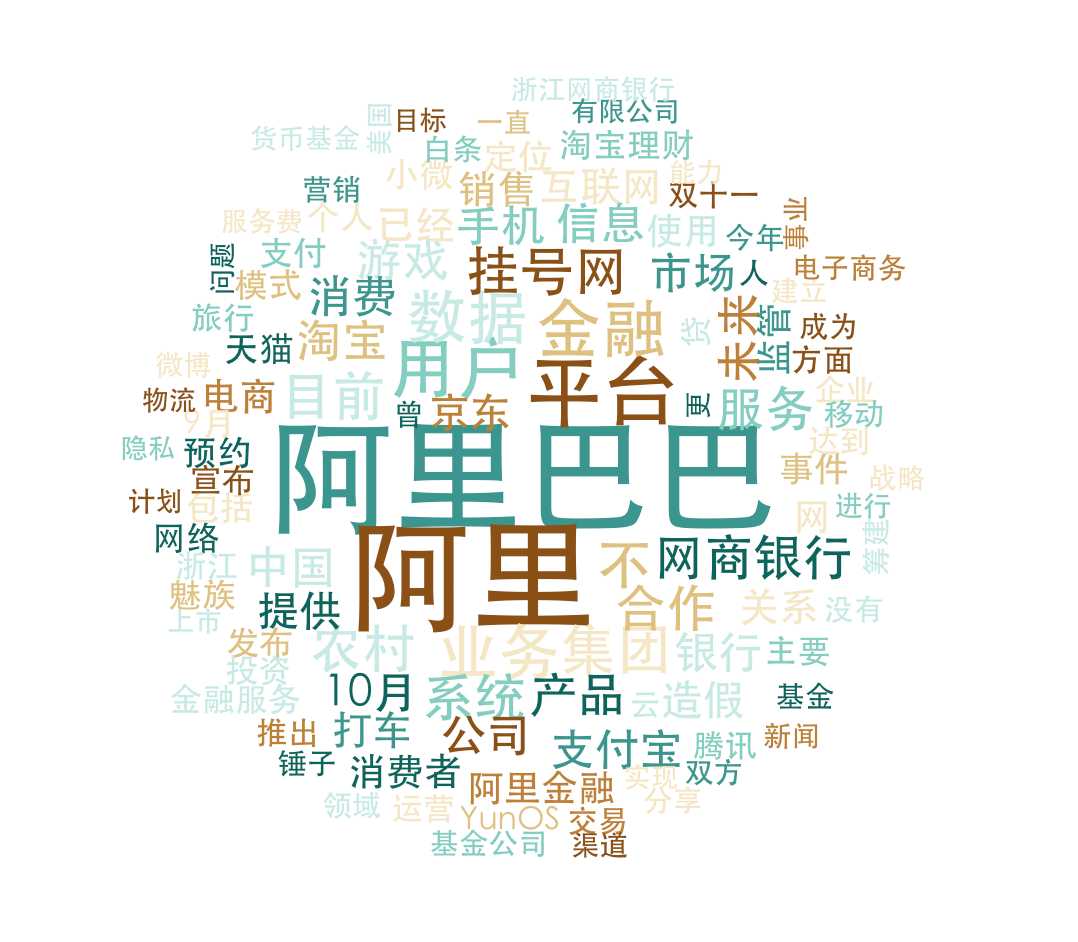 浙江网商银行
有限公司
美国
目标
一直
货币基金
白条
定位
淘宝理财
小微
销售
互联网
能力
双十一
营销
服务费
个人
已经
手机
信息
使用
今年
事业
问题
支付
游戏
挂号网
市场
人
电子商务
模式
消费
数据
金融
未来
监管
建立
旅行
天猫
淘宝
用户
贷
成为
方面
微博
物流
电商
目前
曾
京东
平台
更
服务
企业
移动
9月
阿里巴巴
隐私
预约
达到
事件
战略
宣布
计划
包括
网
进行
网络
阿里
不
网商银行
筹建
浙江
中国
魅族
提供
合作
关系
没有
上市
发布
农村
业务集团
银行
主要
投资
金融服务
10月
系统
产品
云
造假
基金
推出
打车
公司
支付宝
腾讯
新闻
锤子
消费者
阿里金融
实现
双方
领域
运营
YunOS
交易
分享
基金公司
渠道